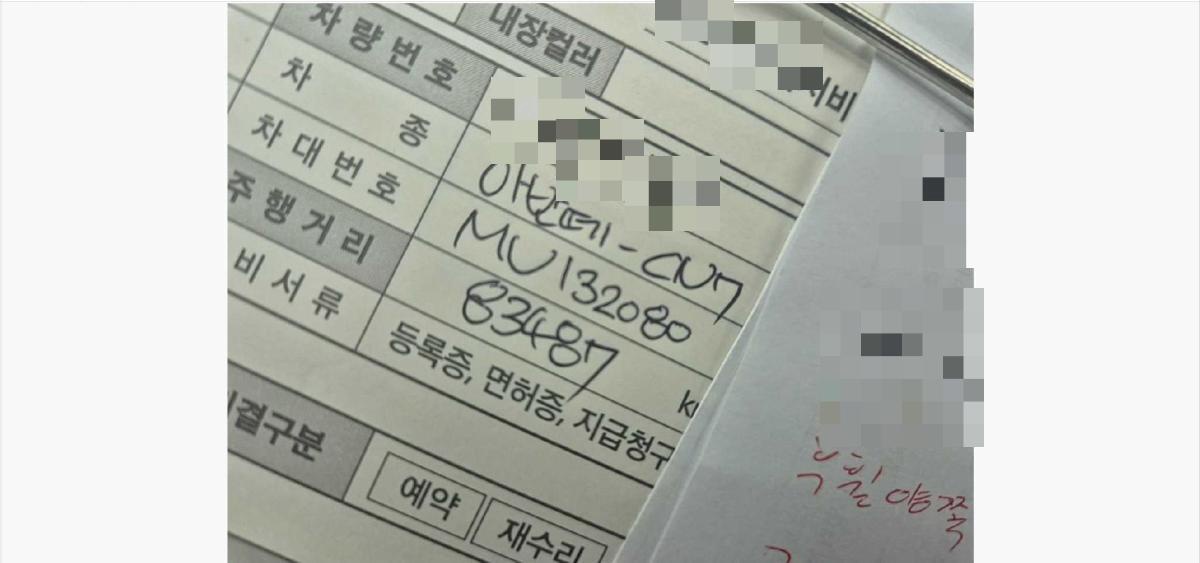 내장컬러
차량번호
차 종 아반떼-CN7
차대번호 MU132080
주행거리 83487
비서류 등록증, 면허증, 지급청구
결구분 예약 재수리
양쪽